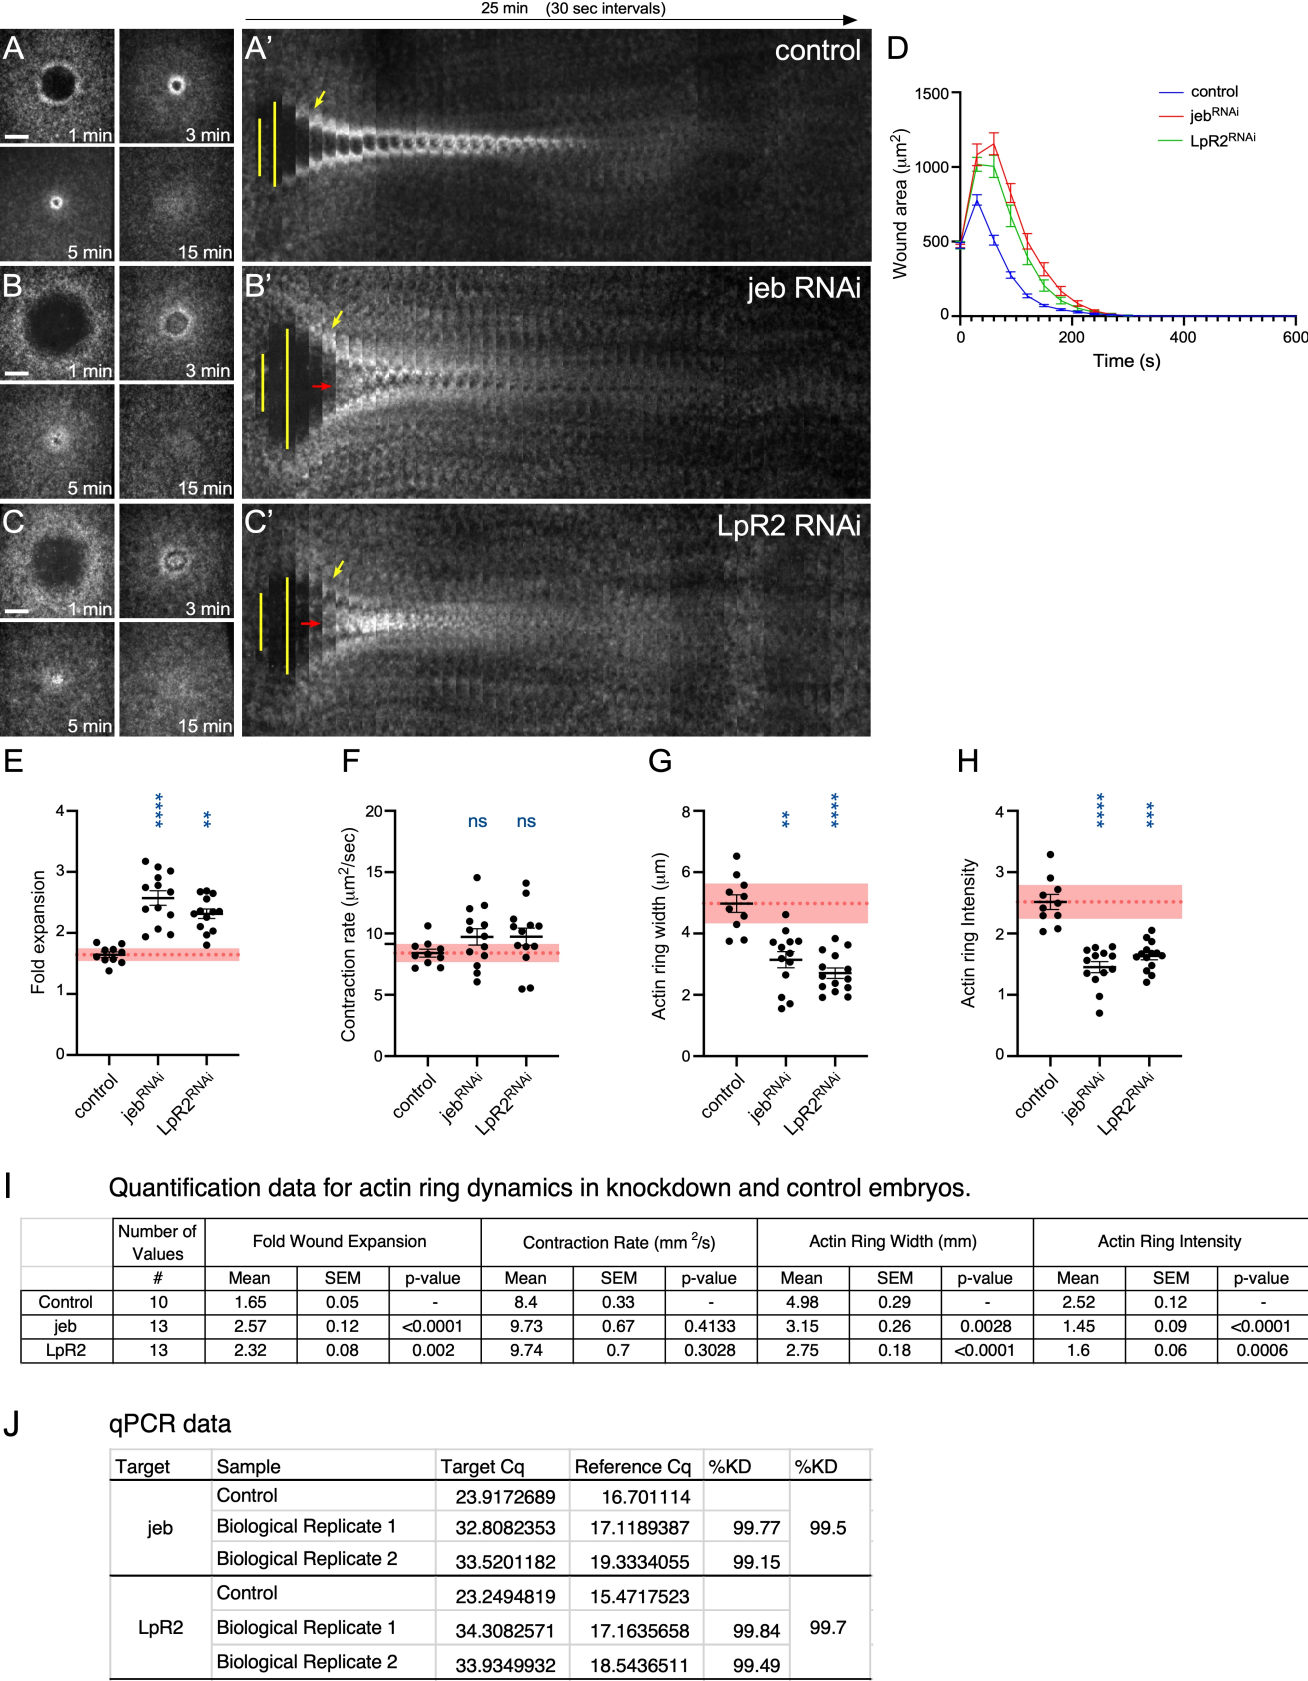 25 min (30 sec intervals)
A
1 min
3 min
5 min
15 min
A’
control
B
1 min
3 min
5 min
15 min
B’
jeb RNAi
C
1 min
3 min
5 min
15 min
C’
LpR2 RNAi
D
Wound area (μm²)
1500
1000
500
0
0 200 400 600
Time (s)
control
jebRNAi
LpR2RNAi
E
Fold expansion
4
3
2
1
0
****
**
control
jebRNAi
LpR2RNAi
F
Contraction rate (μm²/sec)
20
15
10
5
0
ns
ns
control
jebRNAi
LpR2RNAi
G
Actin ring width (μm)
8
6
4
2
0
**
****
control
jebRNAi
LpR2RNAi
H
Actin ring Intensity
4
3
2
1
0
****
***
control
jebRNAi
LpR2RNAi
I
Quantification data for actin ring dynamics in knockdown and control embryos.
Number of Values Fold Wound Expansion Contraction Rate (mm ²/s) Actin Ring Width (mm) Actin Ring Intensity
# Mean SEM p-value Mean SEM p-value Mean SEM p-value Mean SEM p-value
Control 10 1.65 0.05 - 8.4 0.33 - 4.98 0.29 - 2.52 0.12 -
jeb 13 2.57 0.12 <0.0001 9.73 0.67 0.4133 3.15 0.26 0.0028 1.45 0.09 <0.0001
LpR2 13 2.32 0.08 0.002 9.74 0.7 0.3028 2.75 0.18 <0.0001 1.6 0.06 0.0006
J
qPCR data
Target Sample Target Cq Reference Cq %KD %KD
jeb
Control 23.9172689 16.701114
Biological Replicate 1 32.8082353 17.1189387 99.77 99.5
Biological Replicate 2 33.5201182 19.3334055 99.15
LpR2
Control 23.2494819 15.4717523
Biological Replicate 1 34.3082571 17.1635658 99.84 99.7
Biological Replicate 2 33.9349932 18.5436511 99.49